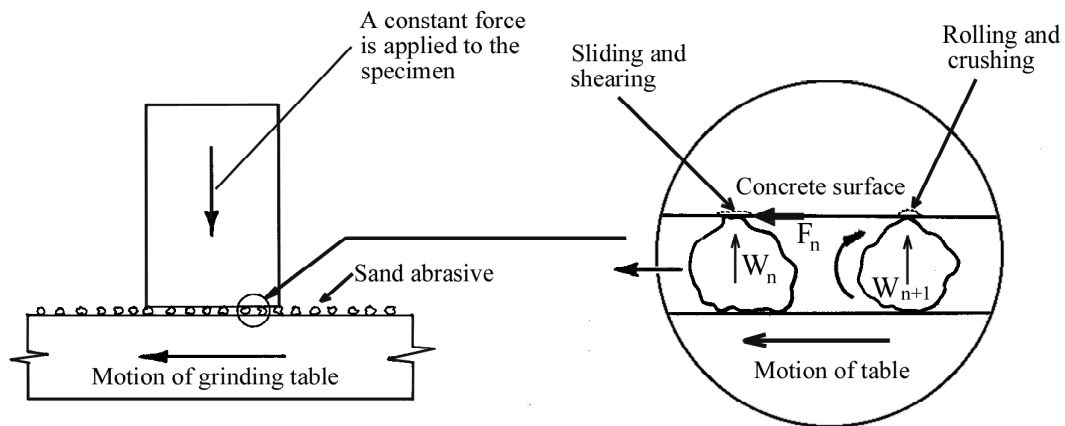 A constant force
is applied to the
specimen
Sand abrasive
Motion of grinding table
Sliding and
shearing
Rolling and
crushing
Concrete surface
Fn
Wn
Wn+1
Motion of table